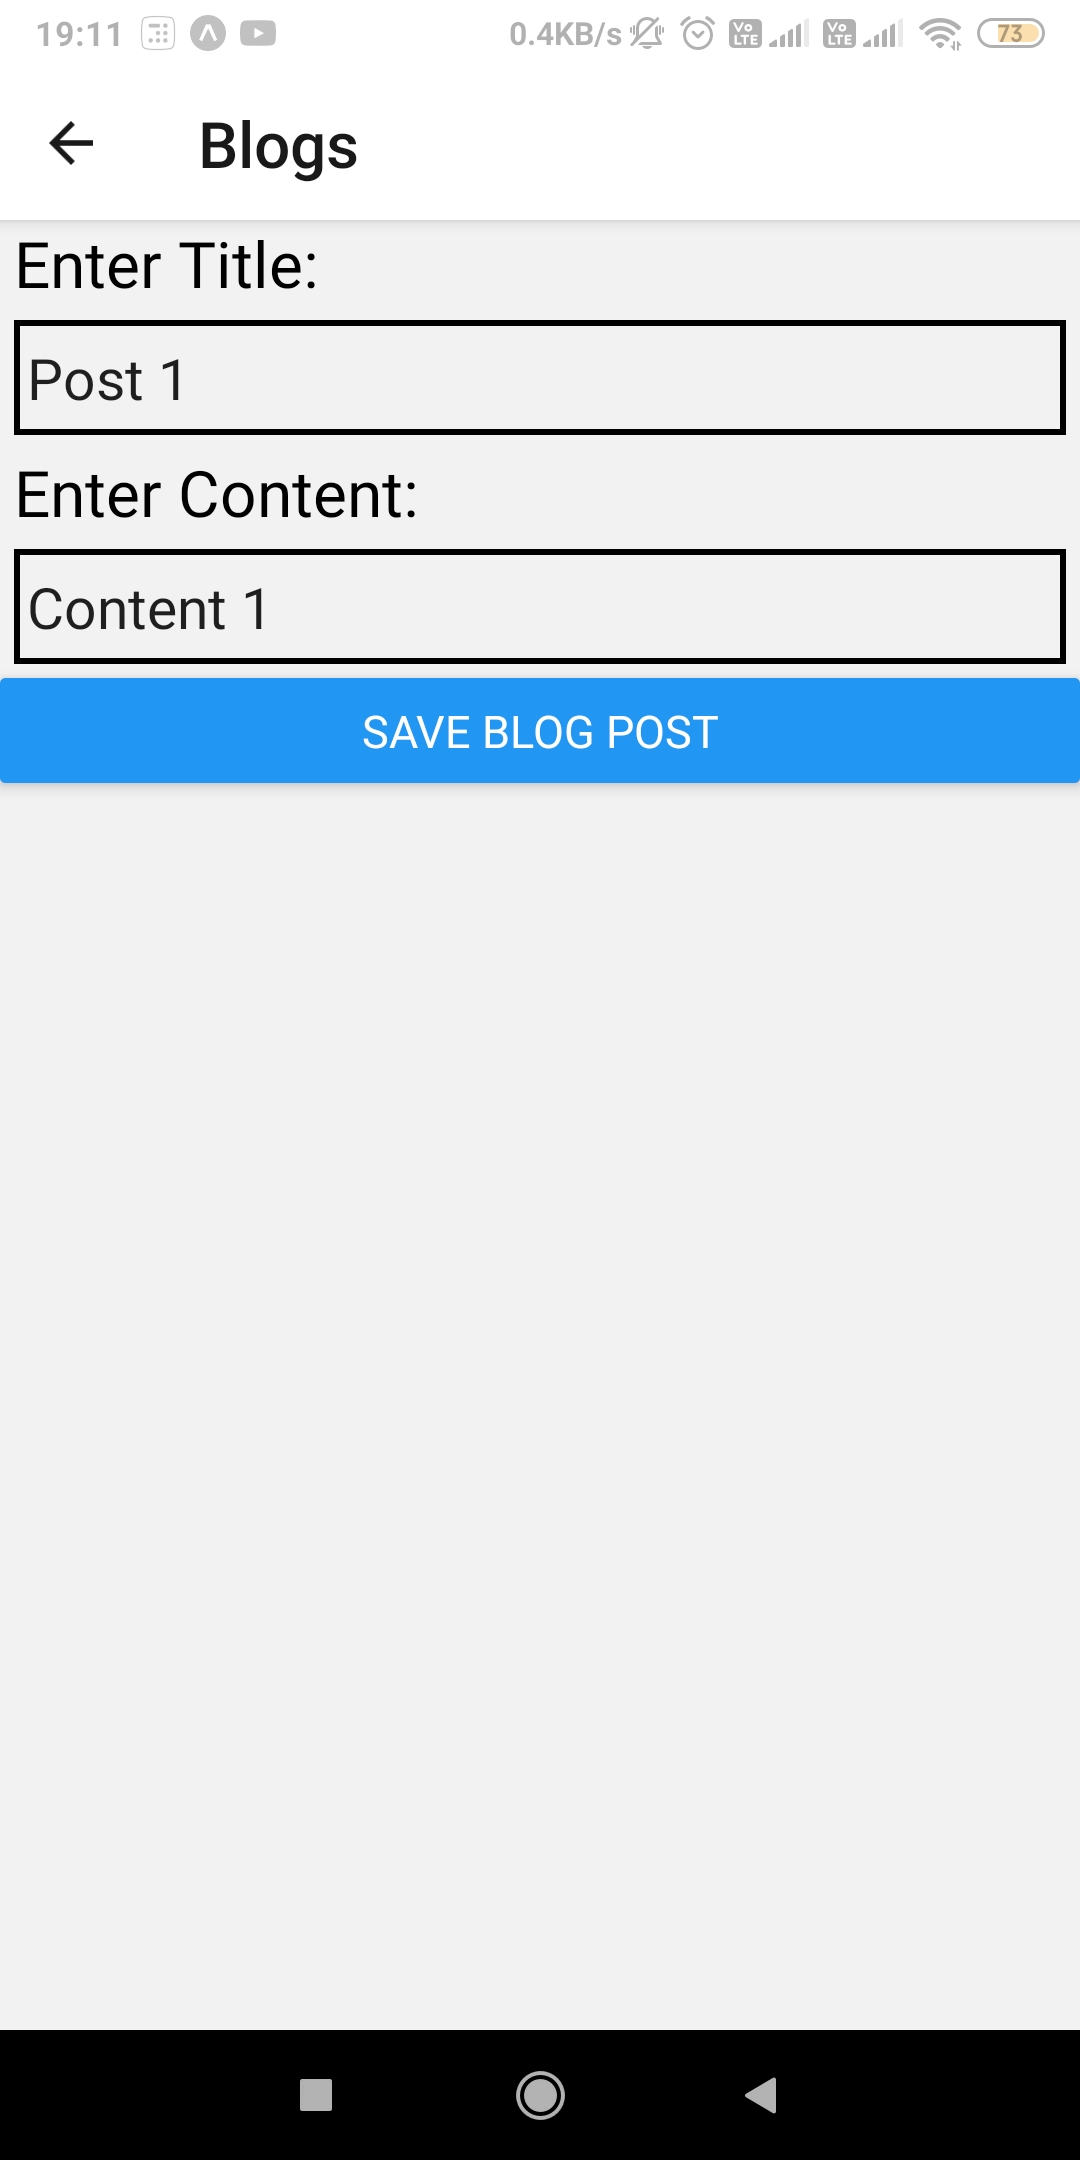 19:11 0.4KB/s Vo LTE Vo LTE 73
Blogs
Enter Title:
Post 1
Enter Content:
Content 1
SAVE BLOG POST